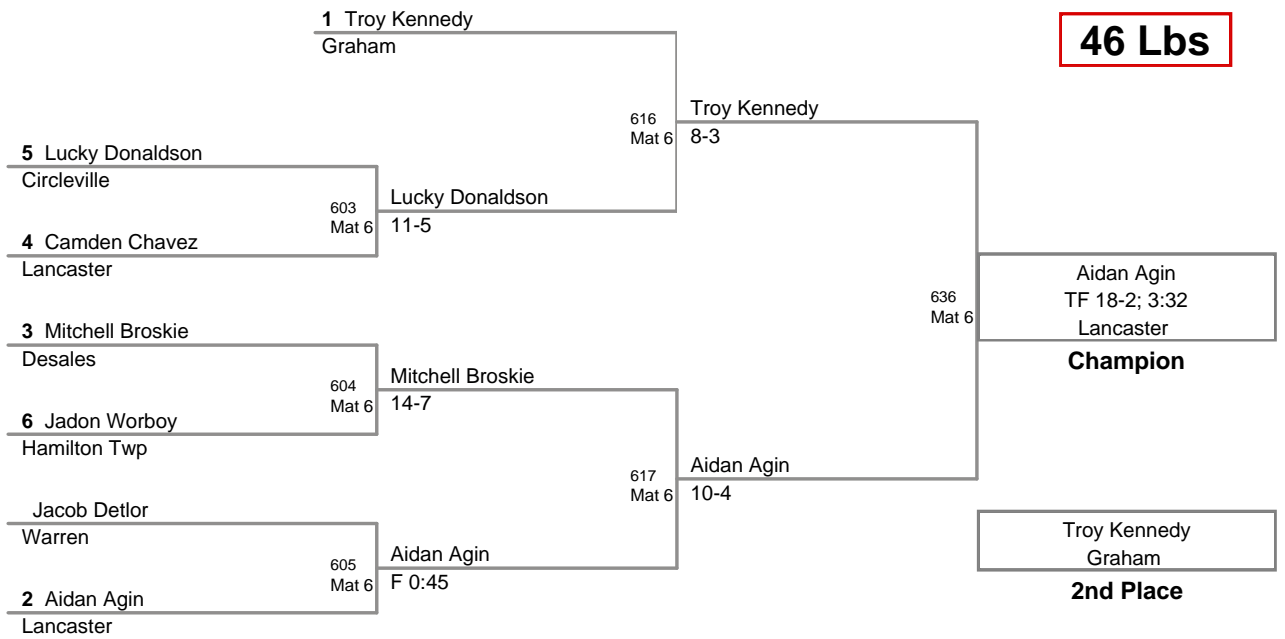 1 Troy Kennedy
Graham
46 Lbs
616
Mat 6
Troy Kennedy
8-3
5 Lucky Donaldson
Circleville
603
Mat 6
Lucky Donaldson
11-5
4 Camden Chavez
Lancaster
636
Mat 6
Aidan Agin
TF 18-2; 3:32
Lancaster
Champion
3 Mitchell Broskie
Desales
604
Mat 6
Mitchell Broskie
14-7
6 Jadon Worboy
Hamilton Twp
617
Mat 6
Aidan Agin
10-4
Jacob Detlor
Warren
605
Mat 6
Aidan Agin
F 0:45
2 Aidan Agin
Lancaster
Troy Kennedy
Graham
2nd Place